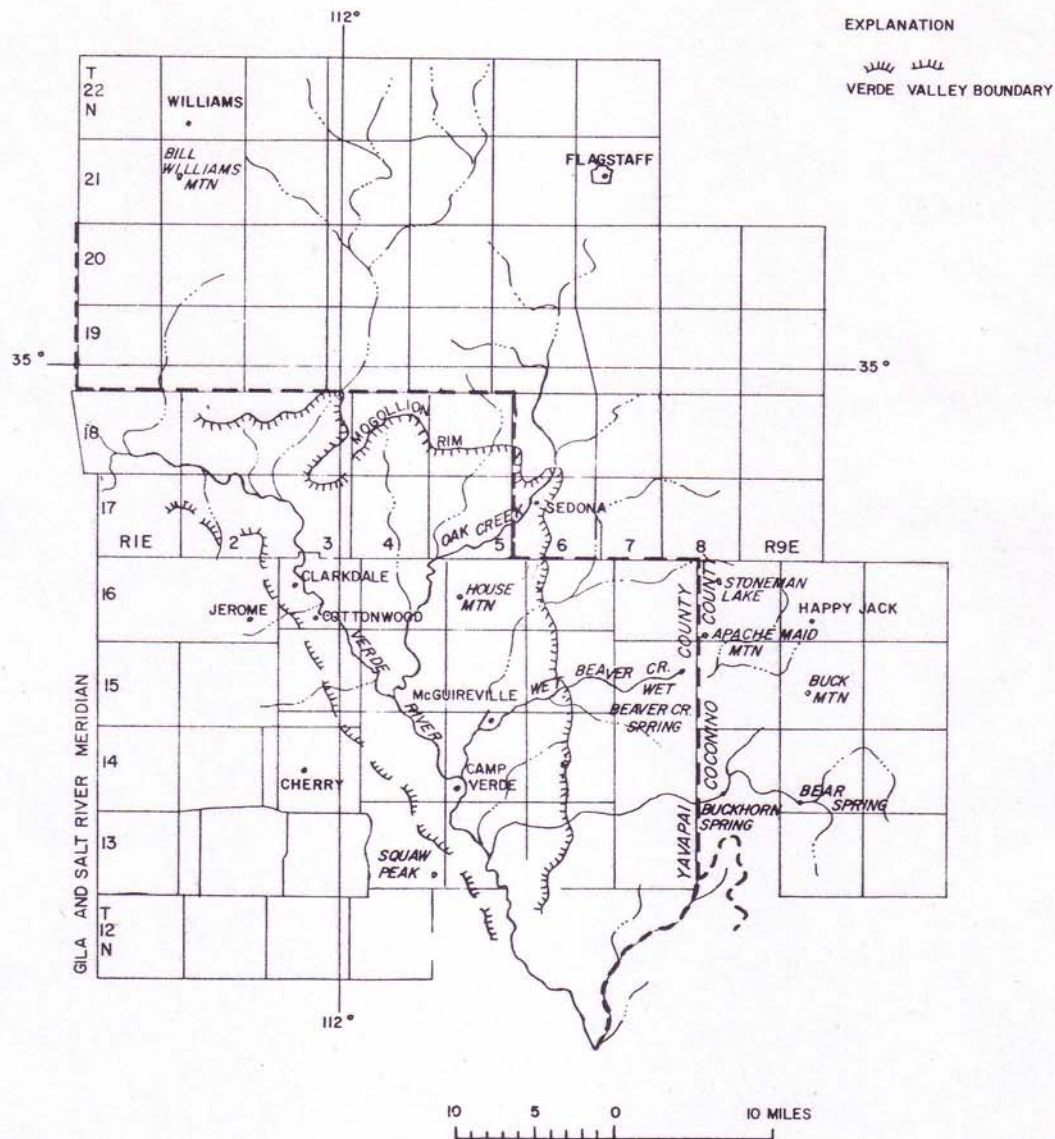 112°
EXPLANATION
VERDE VALLEY BOUNDARY
T
22
N
WILLIAMS
BILL
WILLIAMS
MTN
21
FLAGSTAFF
20
19
35°
35°
18
MOGOLLION
RIM
17
OAK CREEK
SEDONA
R1E
2
3
4
5
6
7
8
R9E
16
CLARKDALE
JEROME
COTTONWOOD
HOUSE
MTN
COUNTY
COUNT
STONEMAN
LAKE
HAPPY JACK
APACHE MAID
MTN
VERDE
RIVER
15
McGUIREVILLE
WET
BEAVER CR.
WET
BEAVER CR.
SPRING
BUCK
MTN
GILA AND SALT RIVER MERIDIAN
14
CHERRY
CAMP
VERDE
YAVAPAI
COCONINO
BEAR
SPRING
BUCKHORN
SPRING
13
SQUAW
PEAK
T
12
N
112°
10 5 0 10 MILES